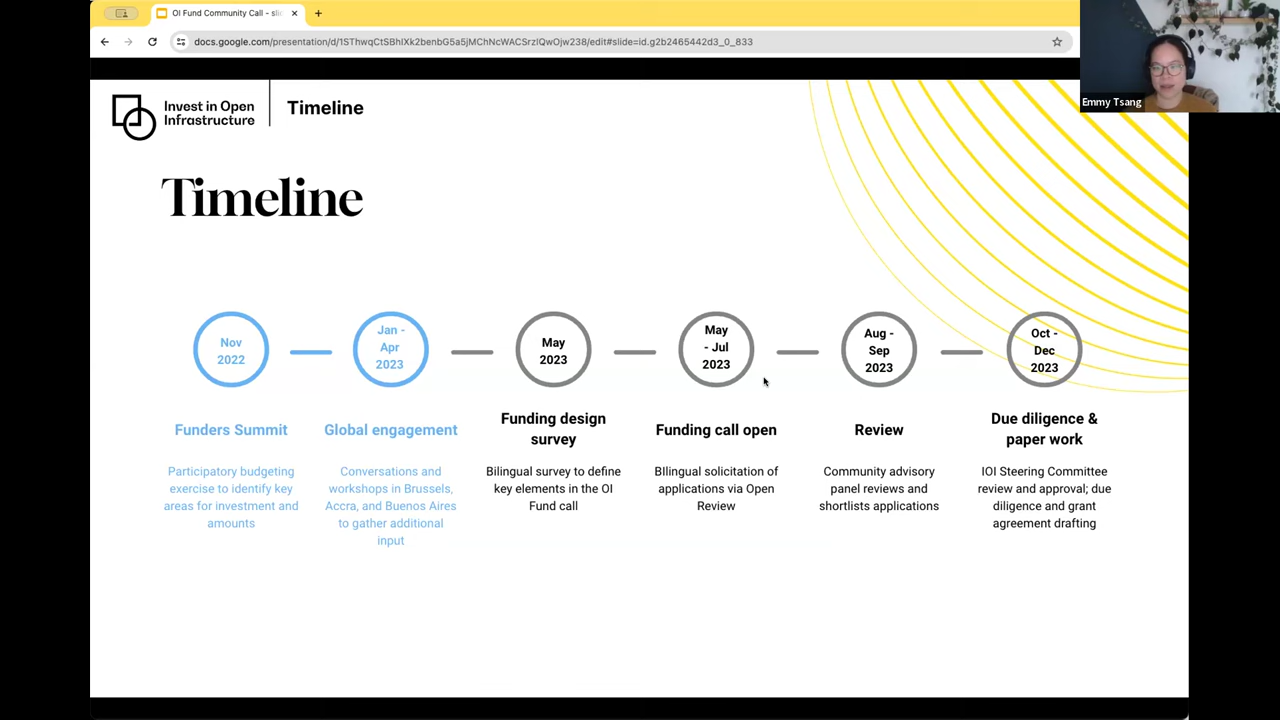 OI Fund Community Call - sli
docs.google.com/presentation/d/1SThwqCtSBhIXk2benbG5a5jMChNcWACSrzIQwOjw238/edit#slide=id.g2b2465442d3_0_833
Emmy Tsang
Invest in Open
Infrastructure
Timeline
Timeline
Nov
2022
Jan -
Apr
2023
May
2023
May
- Jul
2023
Aug -
Sep
2023
Oct -
Dec
2023
Funders Summit
Participatory budgeting
exercise to identify key
areas for investment and
amounts
Global engagement
Conversations and
workshops in Brussels,
Accra, and Buenos Aires
to gather additional
input
Funding design
survey
Bilingual survey to define
key elements in the OI
Fund call
Funding call open
BIlingual solicitation of
applications via Open
Review
Review
Community advisory
panel reviews and
shortlists applications
Due diligence &
paper work
IOI Steering Committee
review and approval; due
diligence and grant
agreement drafting